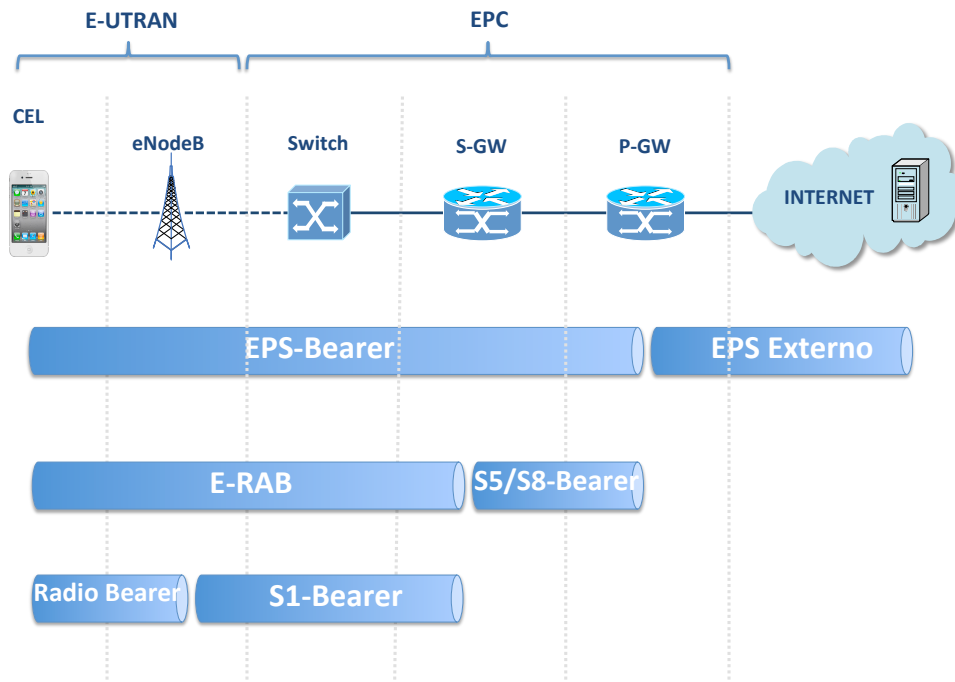 E-UTRAN
EPC
CEL
eNodeB
Switch
S-GW
P-GW
INTERNET
EPS-Bearer
EPS Externo
E-RAB
S5/S8-Bearer
Radio Bearer
S1-Bearer